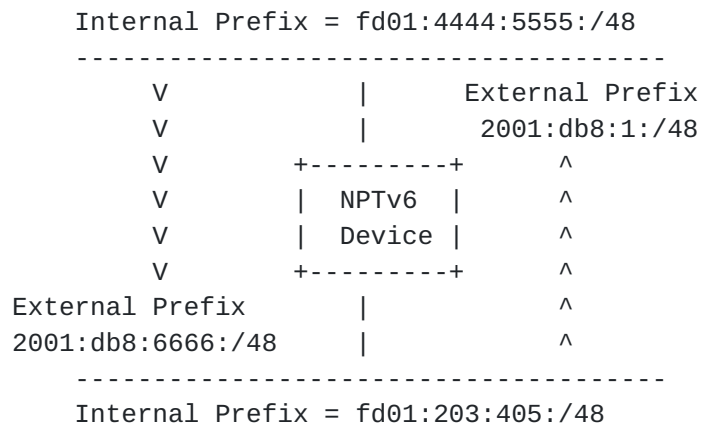 Internal Prefix = fd01:4444:5555:/48
--------------------------------------
V | External Prefix
V | 2001:db8:1:/48
V +---------+ ^
V | NPTv6 | ^
V | Device | ^
V +---------+ ^
External Prefix | ^
2001:db8:6666:/48 | ^
--------------------------------------
Internal Prefix = fd01:203:405:/48